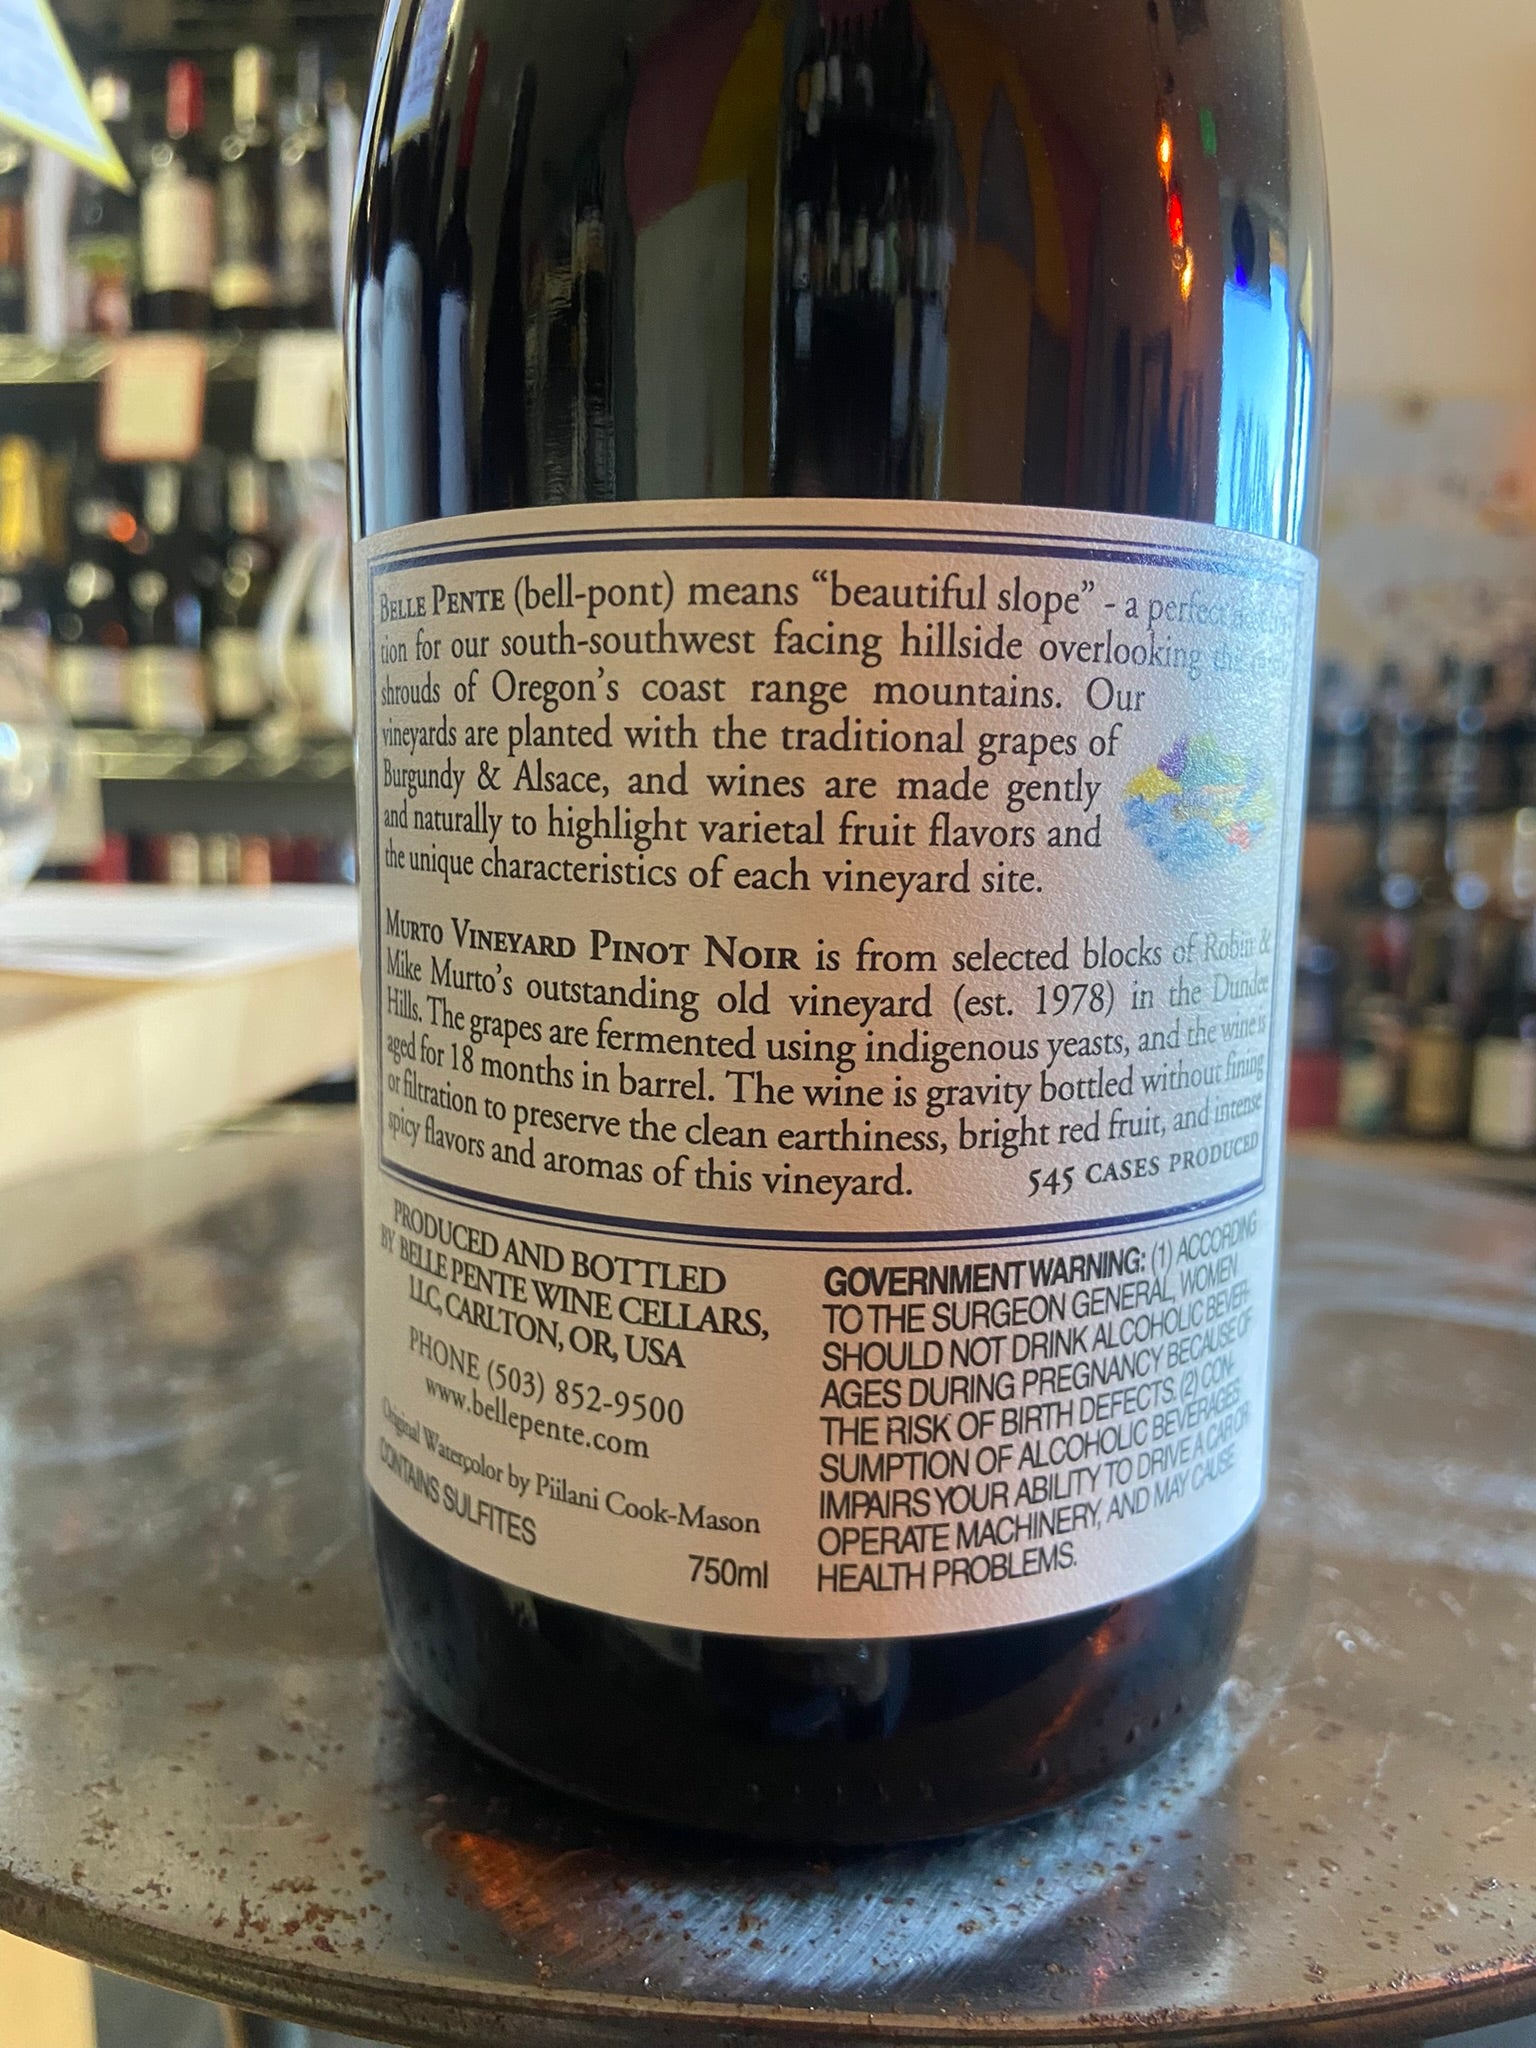 BELLE PENTE (bell-pont) means “beautiful slope” - a perfect
tion for our south-southwest facing hillside overlooking the
shrouds of Oregon’s coast range mountains. Our
vineyards are planted with the traditional grapes of
Burgundy & Alsace, and wines are made gently
and naturally to highlight varietal fruit flavors and
the unique characteristics of each vineyard site.
MURTO VINEYARD PINOT NOIR is from selected blocks of Robin &
Mike Murto’s outstanding old vineyard (est. 1978) in the Dundee
Hills. The grapes are fermented using indigenous yeasts, and the wine is
aged for 18 months in barrel. The wine is gravity bottled without fining
or filtration to preserve the clean earthiness, bright red fruit, and intense
spicy flavors and aromas of this vineyard. 545 CASES PRODUCED
PRODUCED AND BOTTLED
BY BELLE PENTE WINE CELLARS,
LLC, CARLTON, OR, USA
PHONE (503) 852-9500
www.bellepente.com
Original Watercolor by Piilani Cook-Mason
CONTAINS SULFITES
750ml
GOVERNMENT WARNING: (1) ACCORDING
TO THE SURGEON GENERAL, WOMEN
SHOULD NOT DRINK ALCOHOLIC BEVER-
AGES DURING PREGNANCY BECAUSE OF
THE RISK OF BIRTH DEFECTS. (2) CON-
SUMPTION OF ALCOHOLIC BEVERAGES
IMPAIRS YOUR ABILITY TO DRIVE A CAR OR
OPERATE MACHINERY, AND MAY CAUSE
HEALTH PROBLEMS.